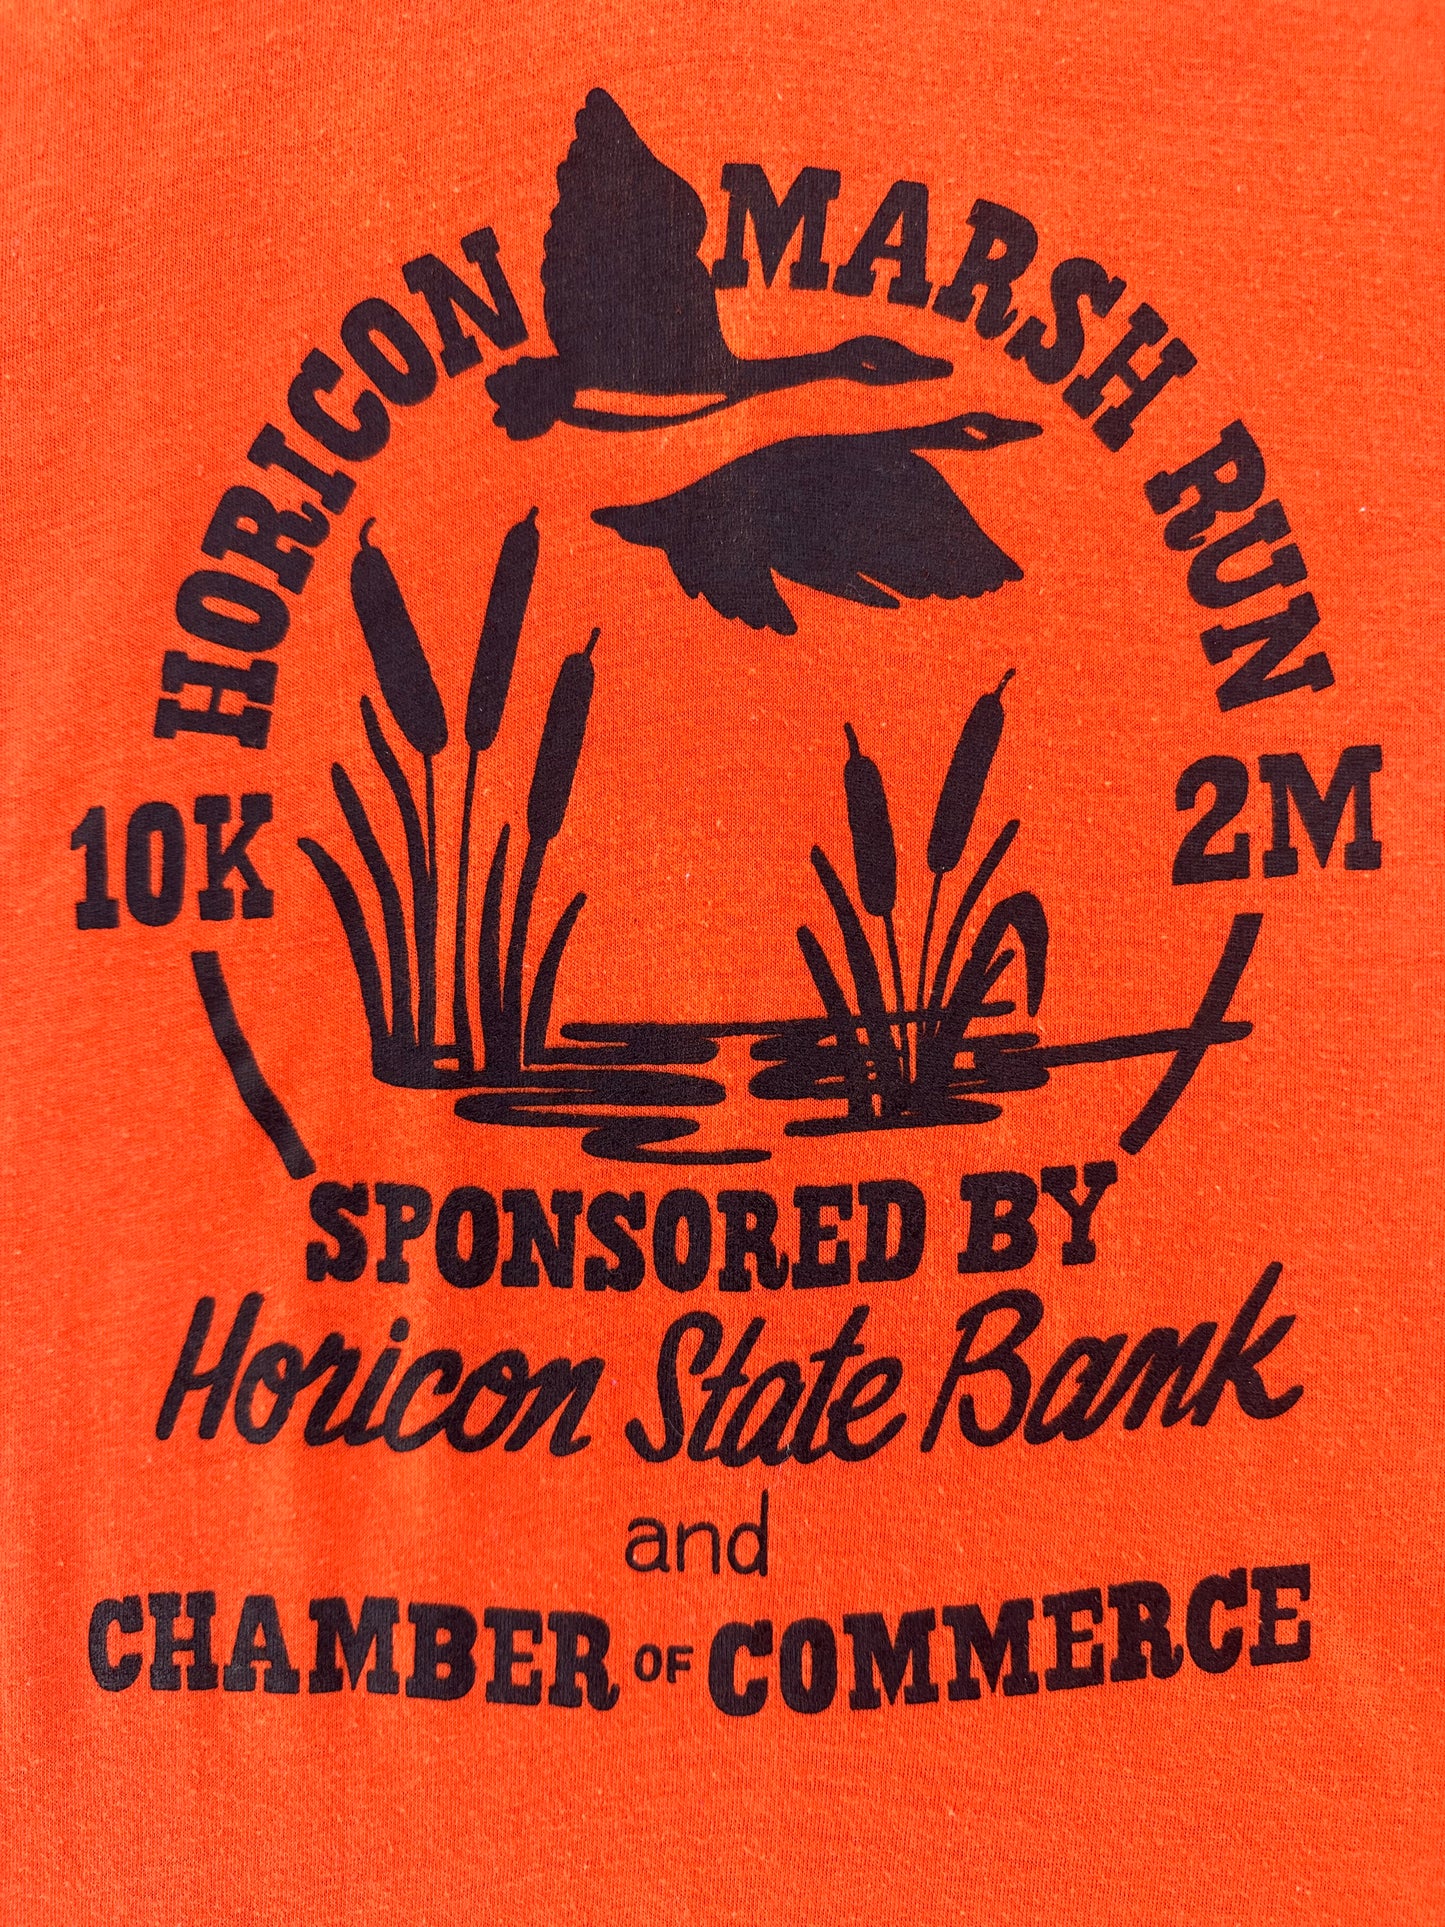 HORICON MARSH RUN
10K 2M
SPONSORED BY
Horicon State Bank
and
CHAMBER OF COMMERCE